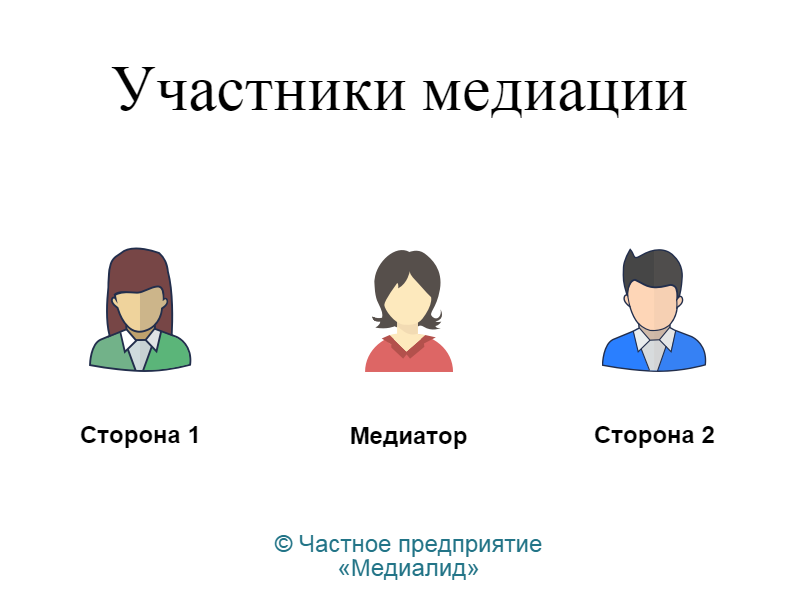 Участники медиации
Сторона 1
Медиатор
Сторона 2
© Частное предприятие
«Медиалид»